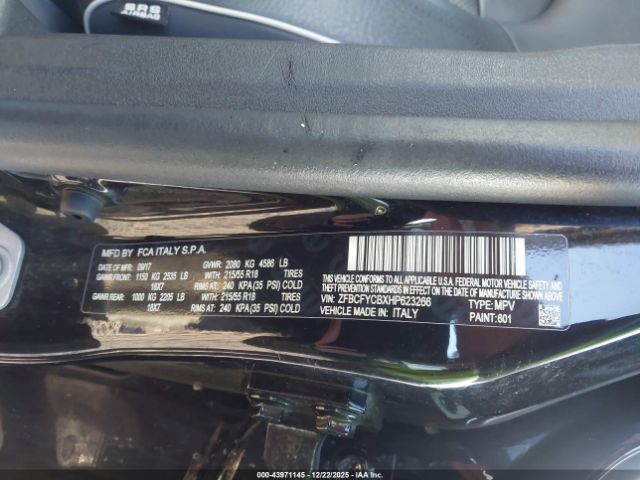 SRS
AIRBAG
MFD BY FCA ITALY S.P.A.
DATE OF MFR: 09/17 GVWR: 2080 KG 4586 LB
GAWR FRONT: 1150 KG 2535 LB WITH: 215/55 R18 TIRES
18X7 RIMS AT: 240 KPA(35 PSI) COLD
GAWR REAR: 1000 KG 2205 LB WITH: 215/55 R18 TIRES
18X7 RIMS AT: 240 KPA(35 PSI) COLD
THIS VEHICLE CONFORMS TO ALL APPLICABLE U.S.A. FEDERAL MOTOR VEHICLE SAFETY,
BUMPER, AND THEFT PREVENTION STANDARDS IN EFFECT ON THE DATE OF MANUFACTURE SHOWN ABOVE.
VIN: ZFBCFYCBXHP623266 TYPE: MPV
VEHICLE MADE IN: ITALY PAINT: 601
000-43971145 - 12/22/2025 - IAAI.COM